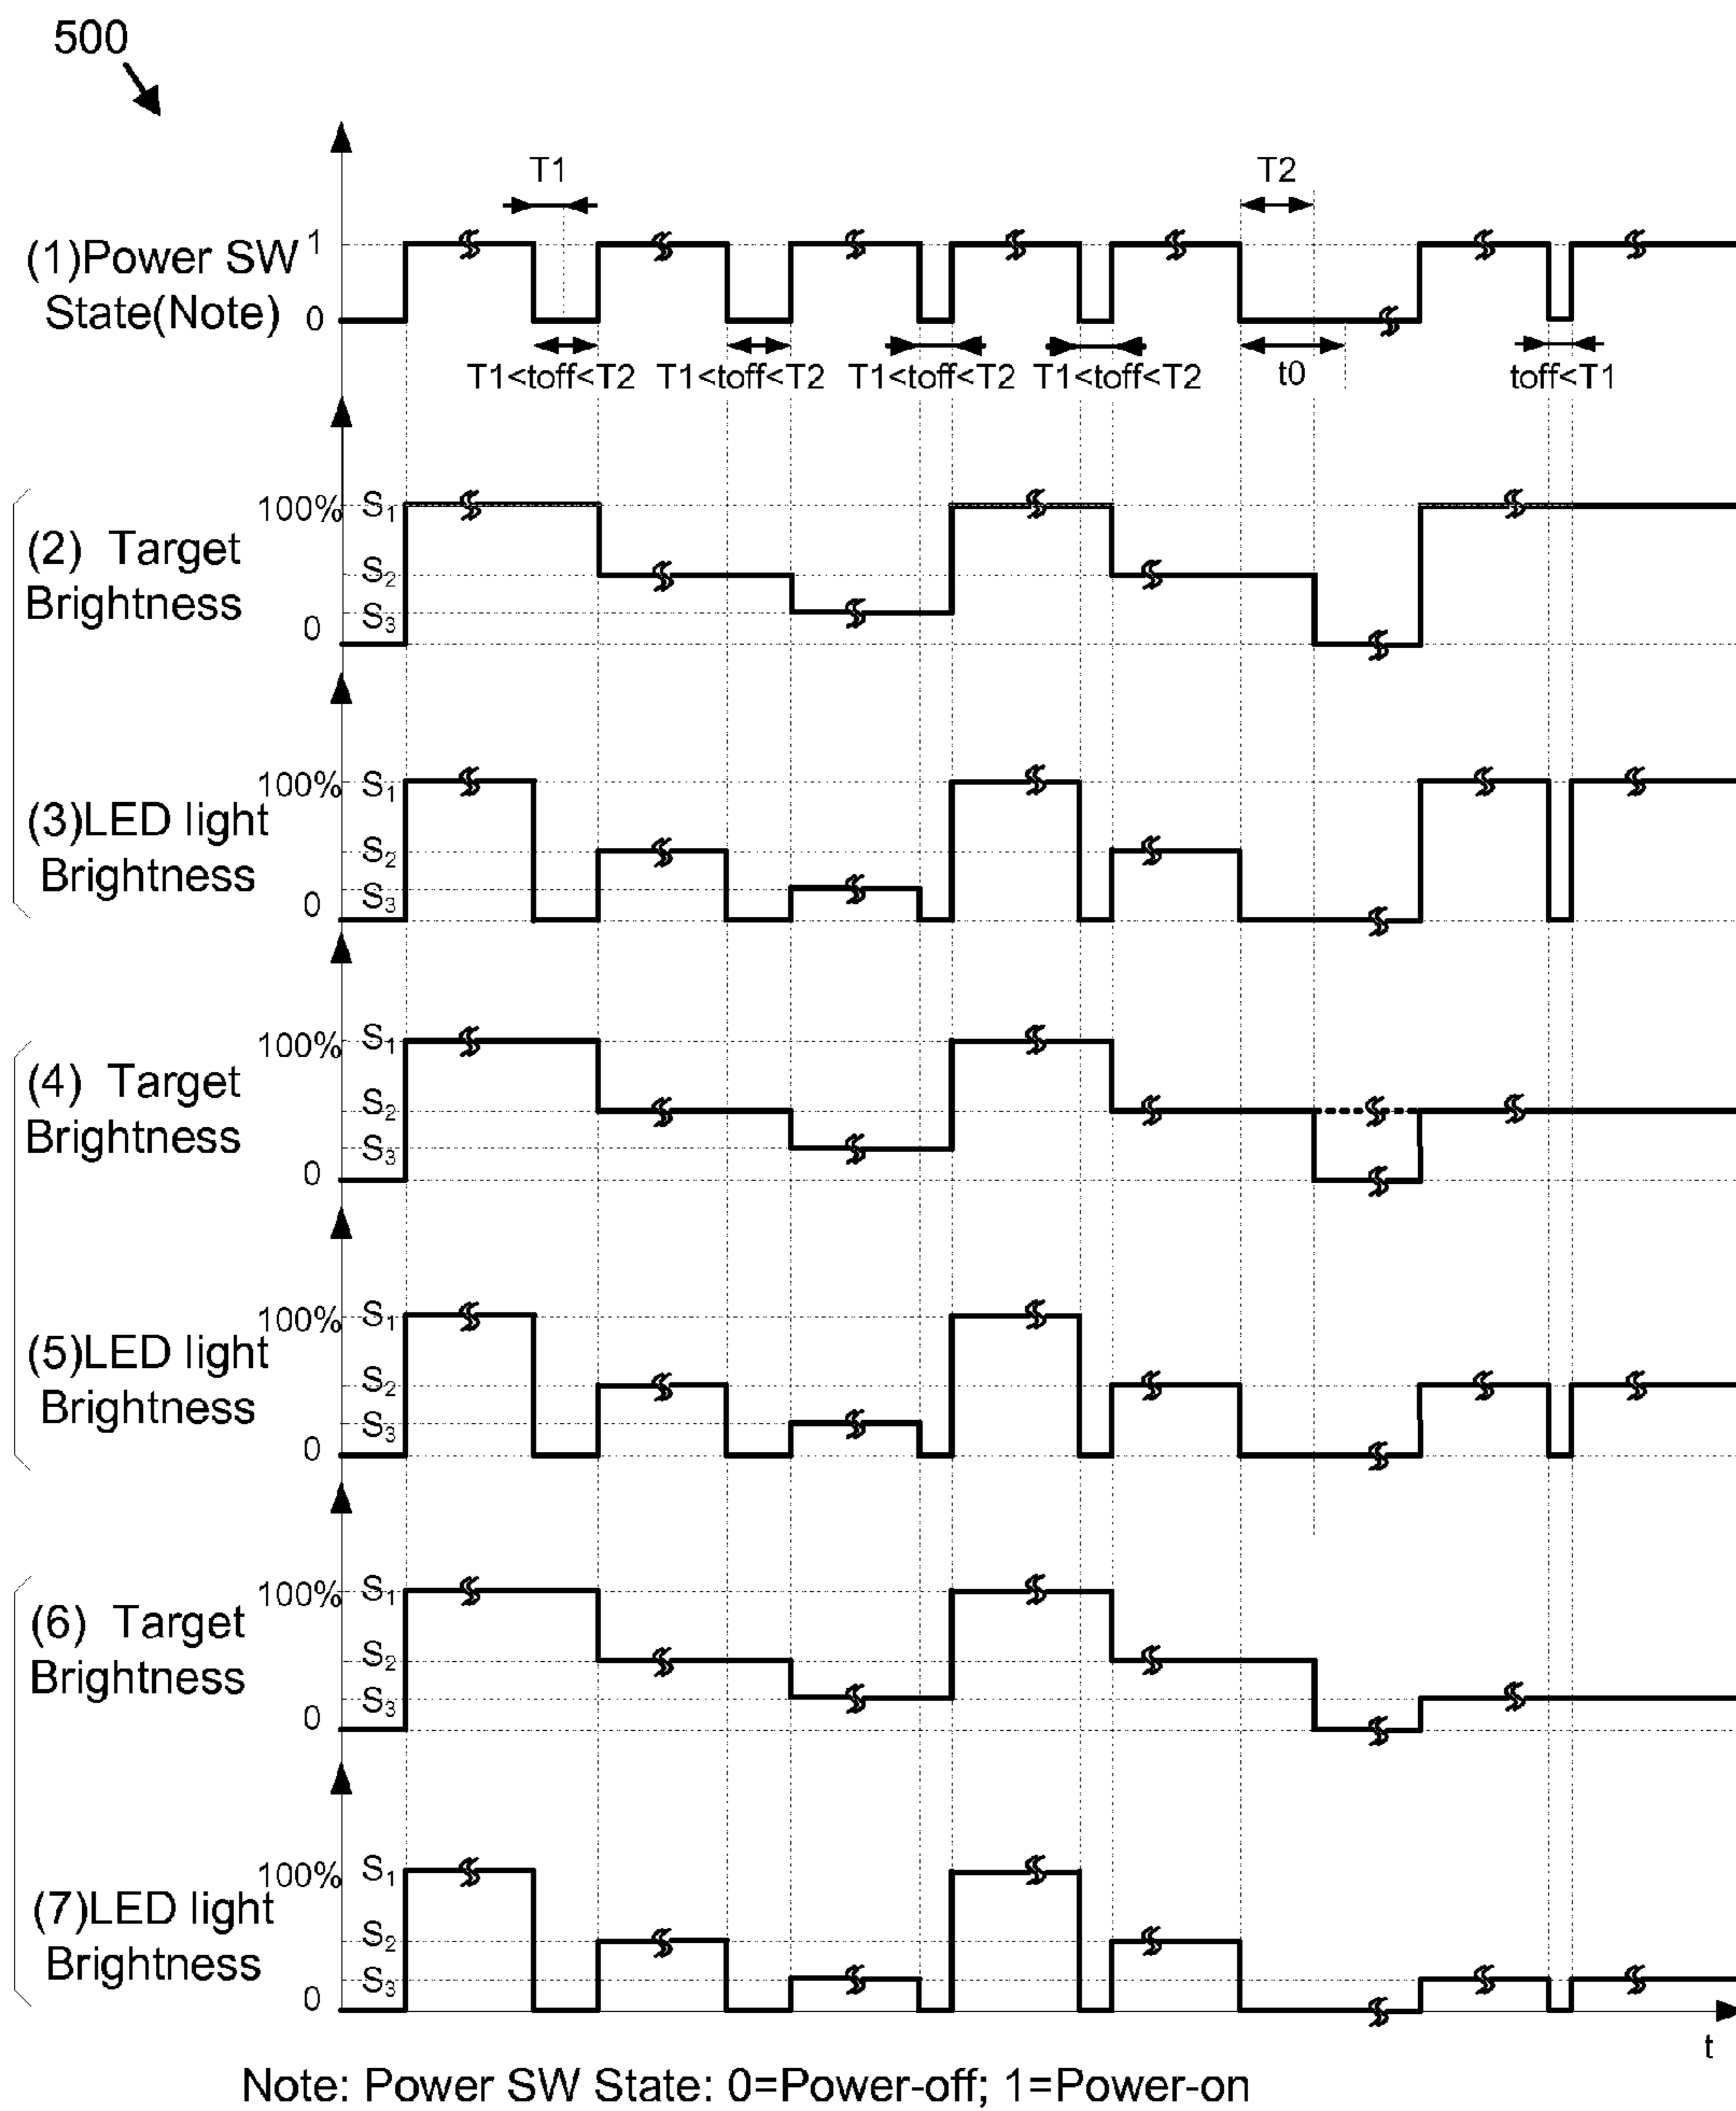 500
T1
T2
(1)Power SW
State(Note)
1
0
T1<toff<T2
T1<toff<T2
T1<toff<T2
T1<toff<T2
t0
toff<T1
(2) Target
Brightness
100%
S1
S2
S3
0
(3)LED light
Brightness
100%
S1
S2
S3
0
(4) Target
Brightness
100%
S1
S2
S3
0
(5)LED light
Brightness
100%
S1
S2
S3
0
(6) Target
Brightness
100%
S1
S2
S3
0
(7)LED light
Brightness
100%
S1
S2
S3
0
t
Note: Power SW State: 0=Power-off; 1=Power-on